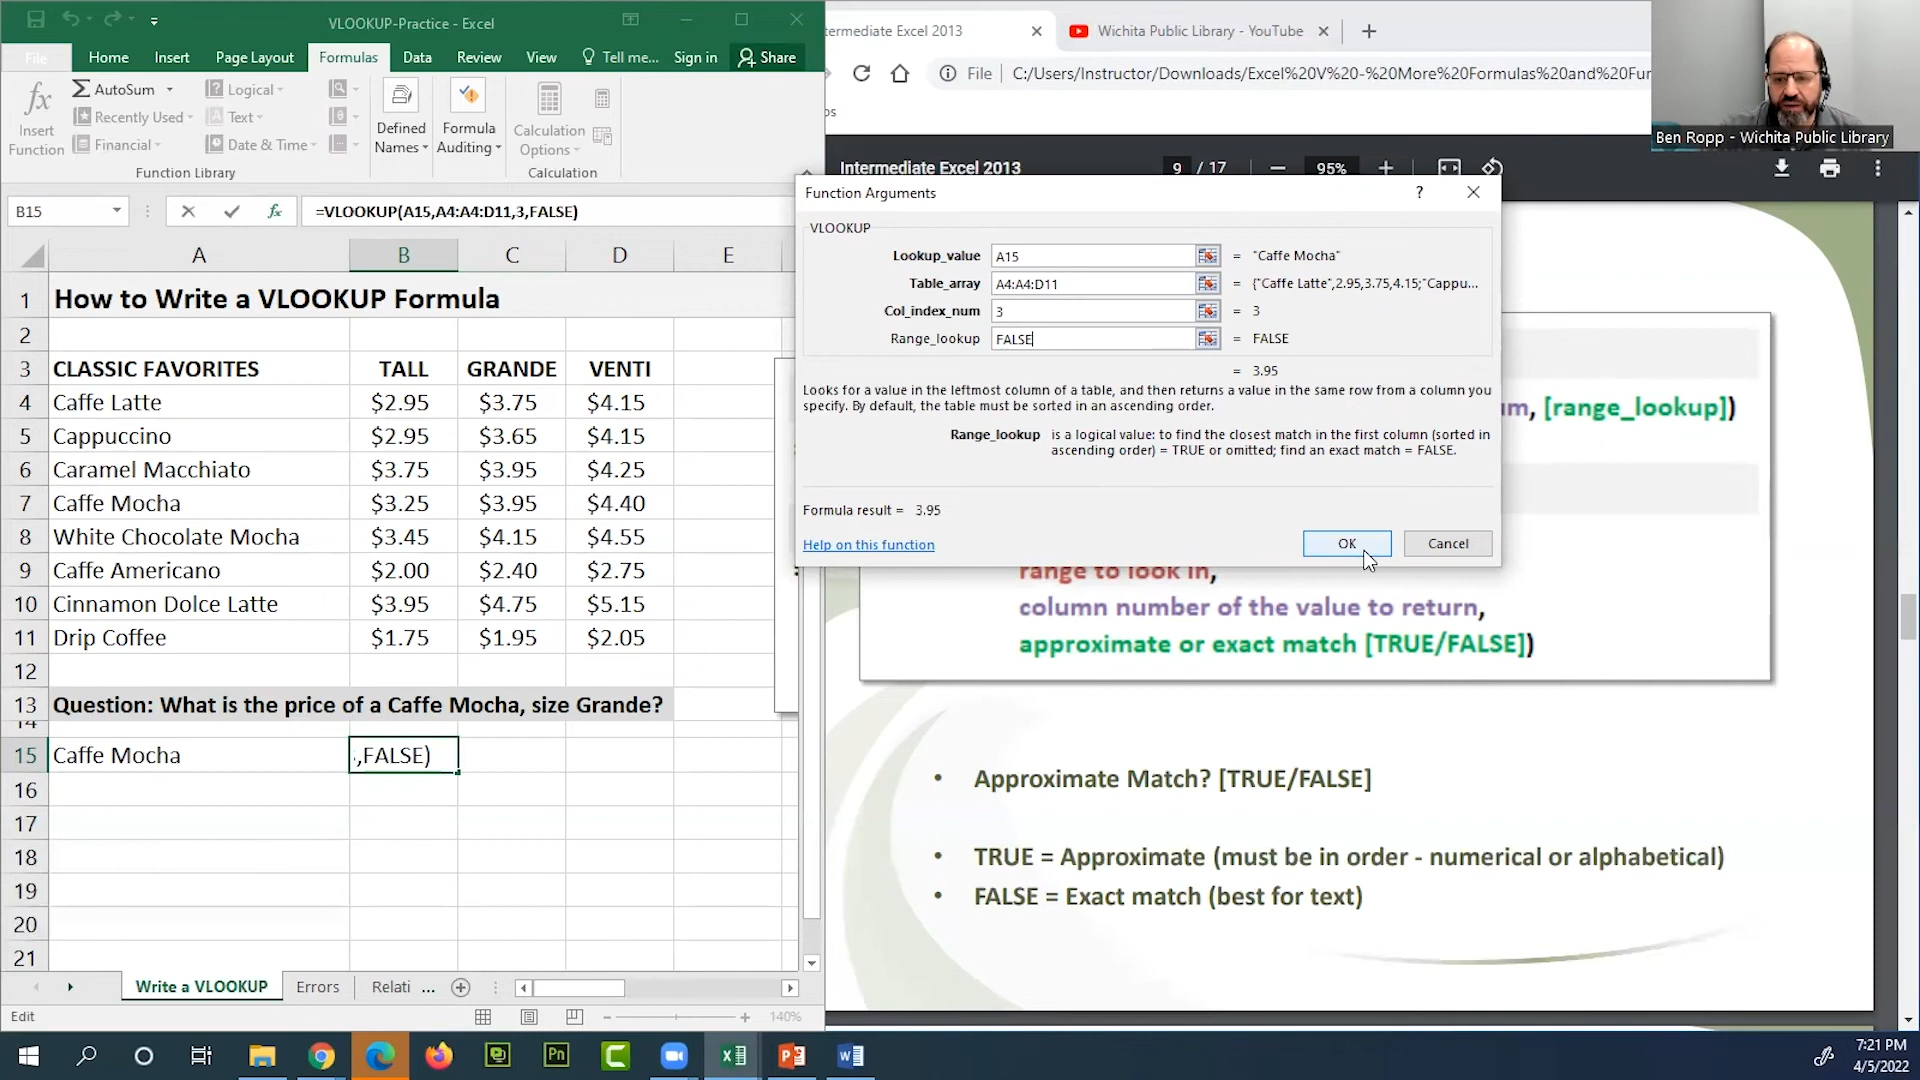 VLOOKUP-Practice - Excel
File Home Insert Page Layout Formulas Data Review View Tell me... Sign in Share
fx Insert Function
AutoSum
Recently Used
Financial
Logical
Text
Date & Time
Defined Names
Formula Auditing
Calculation Options
Function Library
Calculation
B15
fx
=VLOOKUP(A15,A4:A4:D11,3,FALSE)
A B C D E
1 How to Write a VLOOKUP Formula
2
3 CLASSIC FAVORITES TALL GRANDE VENTI
4 Caffe Latte $2.95 $3.75 $4.15
5 Cappuccino $2.95 $3.65 $4.15
6 Caramel Macchiato $3.75 $3.95 $4.25
7 Caffe Mocha $3.25 $3.95 $4.40
8 White Chocolate Mocha $3.45 $4.15 $4.55
9 Caffe Americano $2.00 $2.40 $2.75
10 Cinnamon Dolce Latte $3.95 $4.75 $5.15
11 Drip Coffee $1.75 $1.95 $2.05
12
13 Question: What is the price of a Caffe Mocha, size Grande?
14
15 Caffe Mocha ,FALSE)
16
17
18
19
20
21
Write a VLOOKUP Errors Relati ...
Edit
140%
termediate Excel 2013
Wichita Public Library - YouTube
File C:/Users/Instructor/Downloads/Excel%20V%20-%20More%20Formulas%20and%20Fur
ps
Ben Ropp - Wichita Public Library
Intermediate Excel 2013 9 / 17 95%
Function Arguments
?
VLOOKUP
Lookup_value A15 = "Caffe Mocha"
Table_array A4:A4:D11 = {"Caffe Latte",2.95,3.75,4.15;"Cappu...
Col_index_num 3 = 3
Range_lookup FALSE = FALSE
= 3.95
Looks for a value in the leftmost column of a table, and then returns a value in the same row from a column you
specify. By default, the table must be sorted in an ascending order.
Range_lookup is a logical value: to find the closest match in the first column (sorted in
ascending order) = TRUE or omitted; find an exact match = FALSE.
Formula result = 3.95
Help on this function
OK
Cancel
um, [range_lookup])
range to look in,
column number of the value to return,
approximate or exact match [TRUE/FALSE])
• Approximate Match? [TRUE/FALSE]
• TRUE = Approximate (must be in order - numerical or alphabetical)
• FALSE = Exact match (best for text)
Pn
7:21 PM
4/5/2022